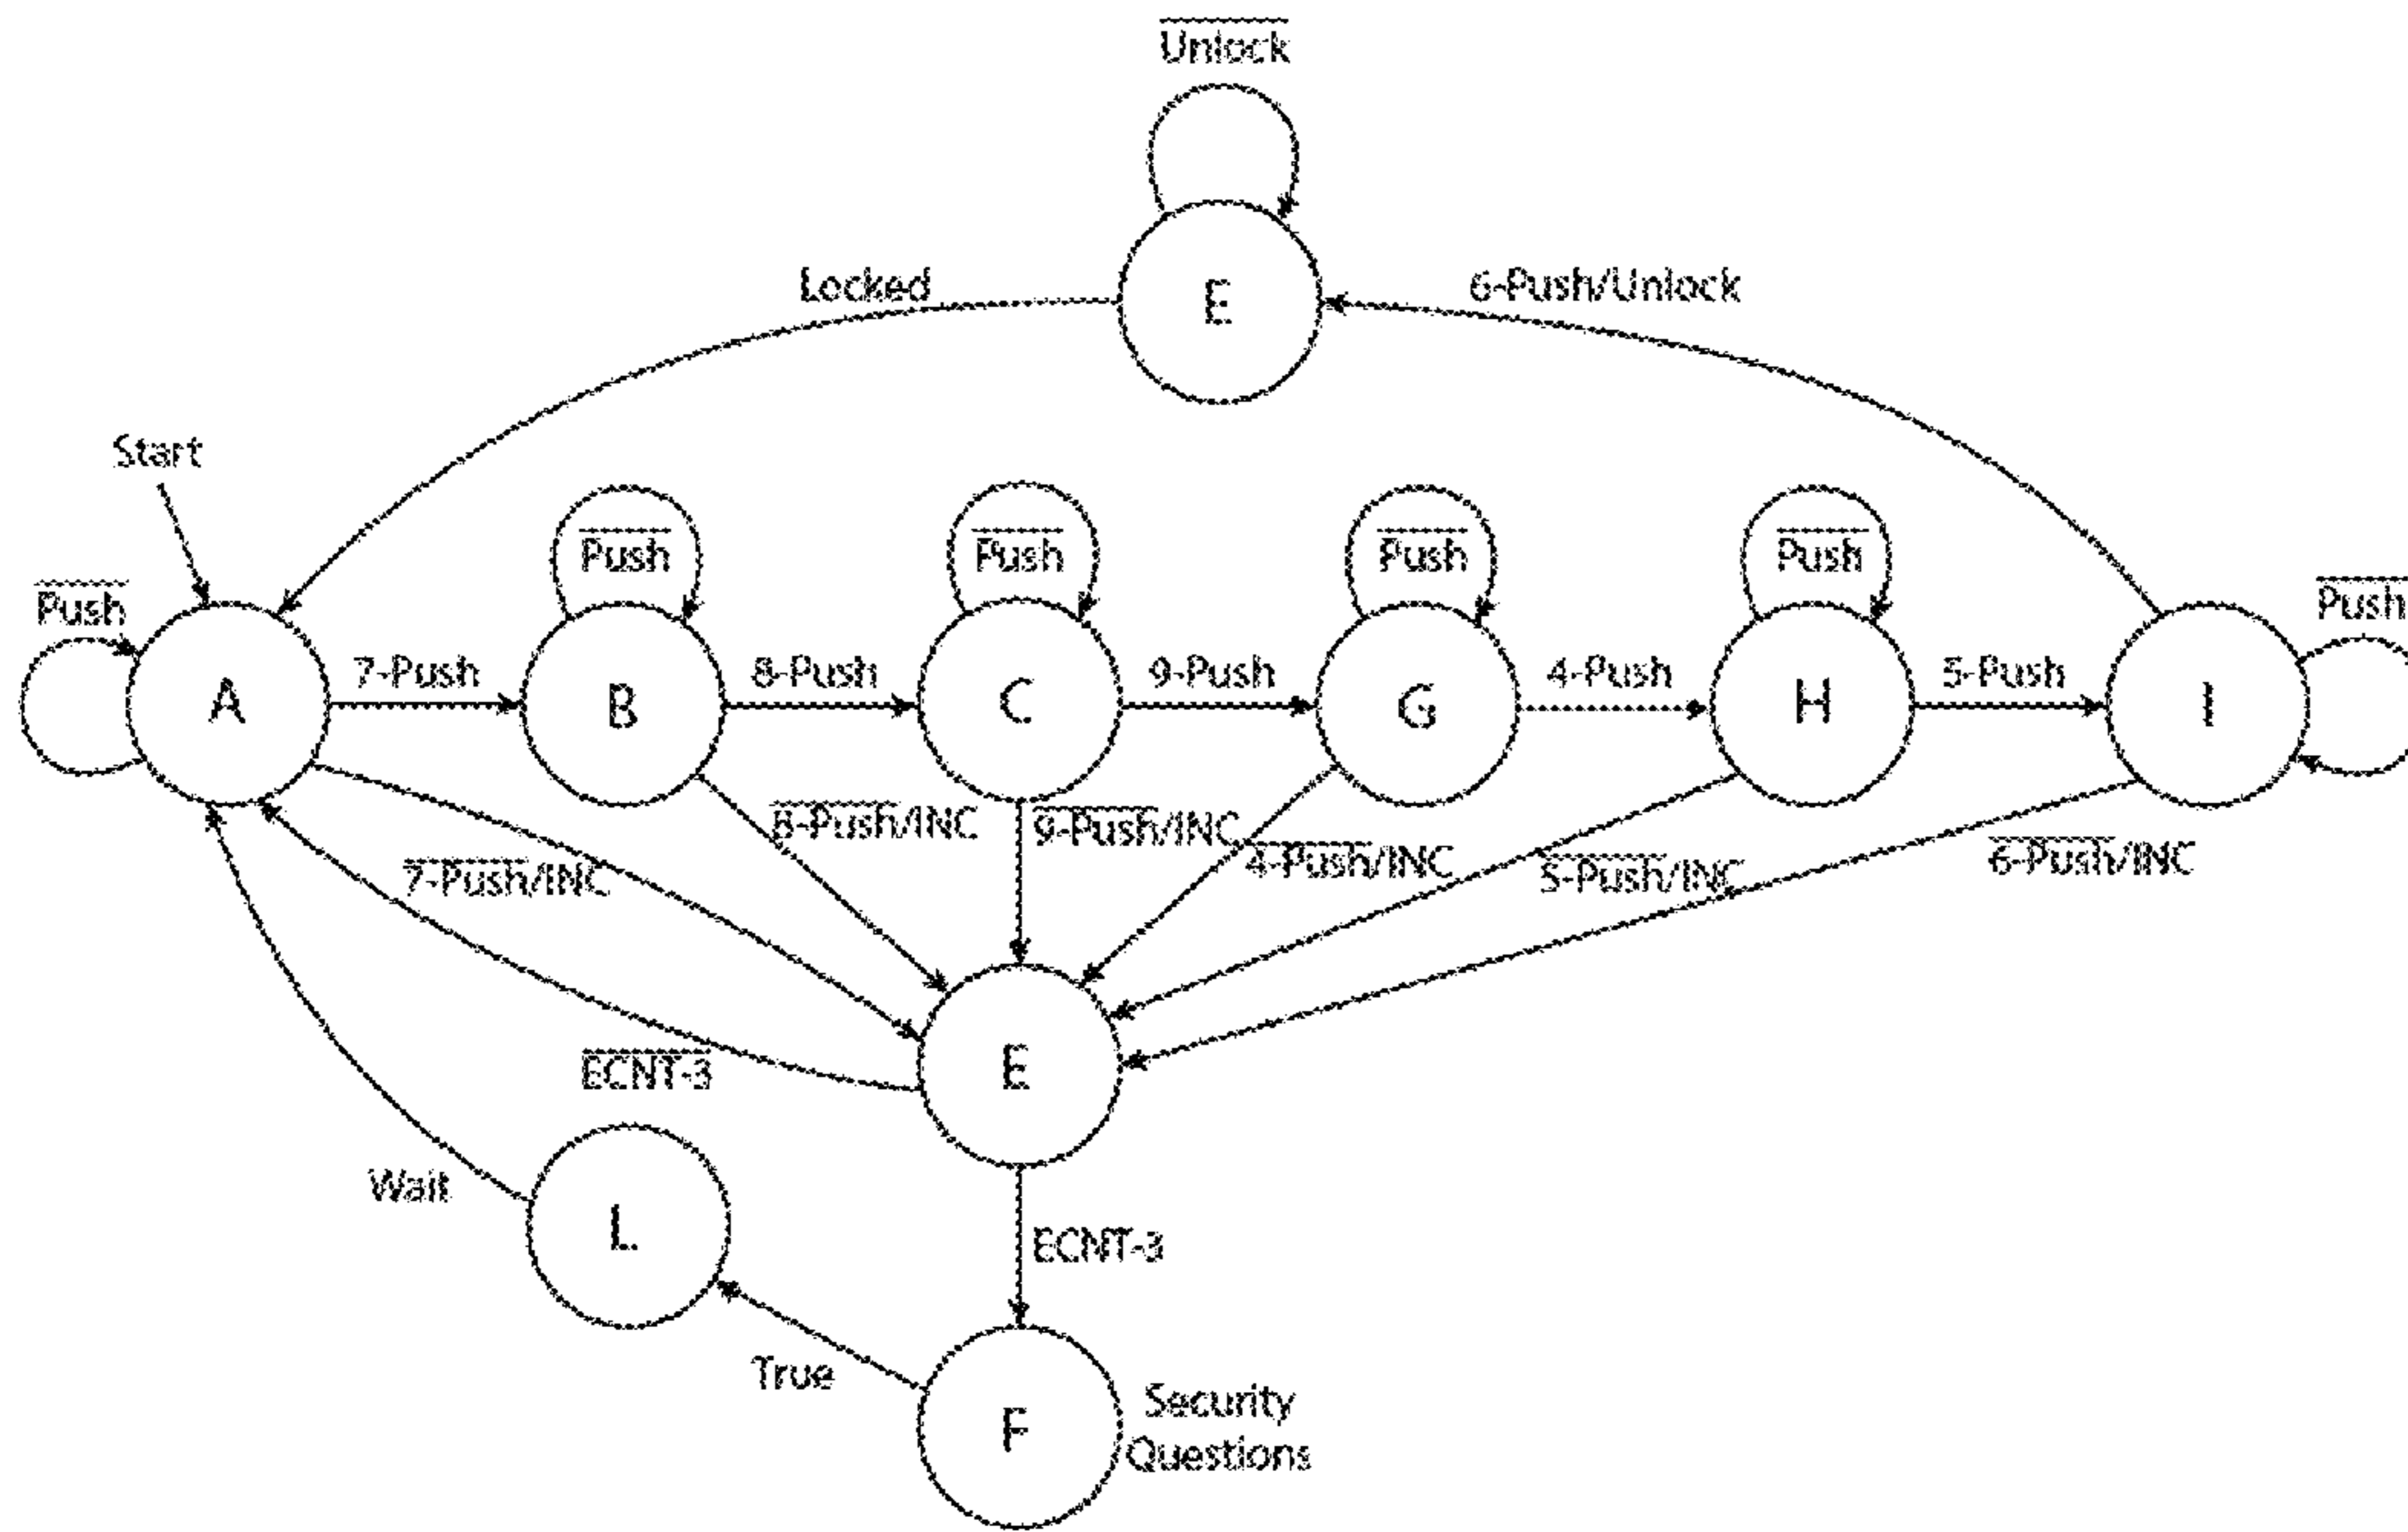 Unlock
Locked
E
6-Push/Unlock
Start
Push
Push
Push
Push
Push
Push
A
7-Push
B
8-Push
C
9-Push
G
4-Push
H
5-Push
I
7-Push/INC
8-Push/INC
9-Push/INC
4-Push/INC
5-Push/INC
6-Push/INC
E
ECNT-3
Wait
L
ECNT-3
True
F
Security
Questions